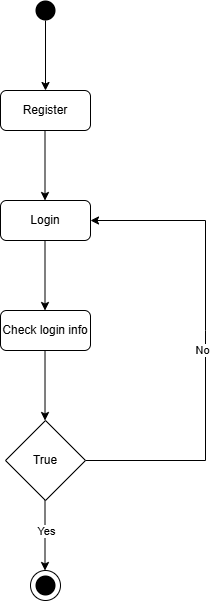 Register
Login
Check login info
No
True
Yes